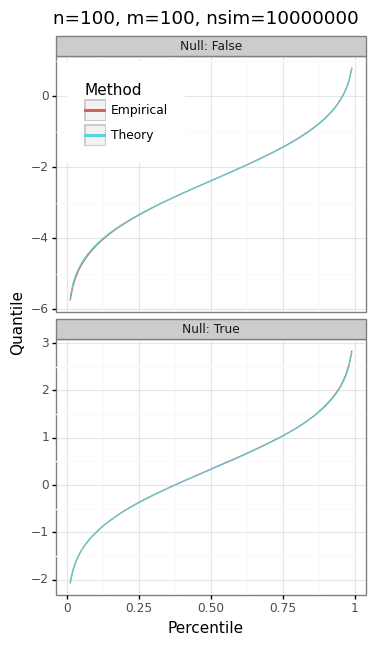 n=100, m=100, nsim=10000000
Null: False
Method
Empirical
Theory
0
−2
−4
−6
Quantile
Null: True
3
2
1
0
−1
−2
0 0.25 0.50 0.75 1
Percentile